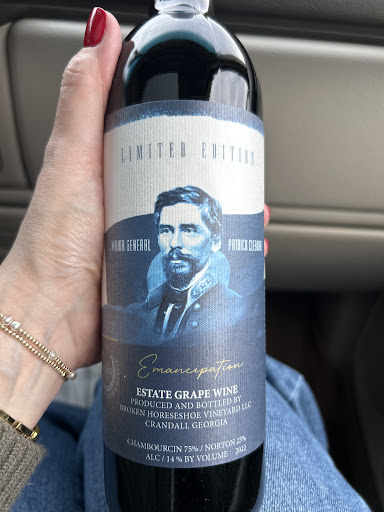 LIMITED EDITION
MAJOR GENERAL PATRICK CLEBURNE
Emancipation
ESTATE GRAPE WINE
PRODUCED AND BOTTLED BY
BROKEN HORESESHOE VINEYARD LLC
CRANDALL GEORGIA
CHAMBOURCIN 75% / NORTON 25%
ALC / 14 % BY VOLUME 2022